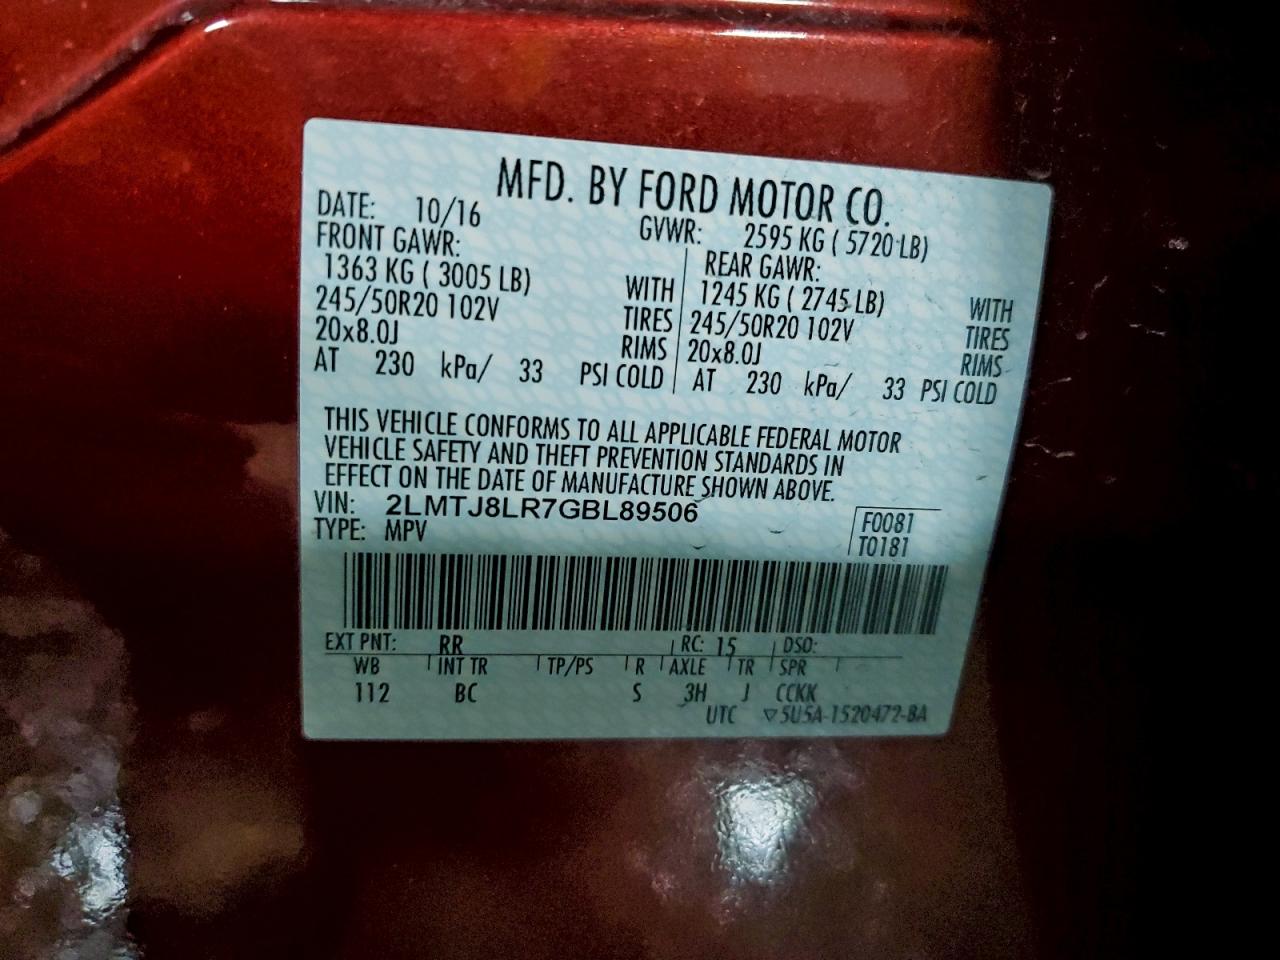 MFD. BY FORD MOTOR CO.
DATE: 10/16 GVWR: 2595 KG ( 5720 LB)
FRONT GAWR: REAR GAWR:
1363 KG ( 3005 LB) WITH 1245 KG ( 2745 LB) WITH
245/50R20 102V TIRES 245/50R20 102V TIRES
20x8.0J RIMS 20x8.0J RIMS
AT 230 kPa/ 33 PSI COLD AT 230 kPa/ 33 PSI COLD
THIS VEHICLE CONFORMS TO ALL APPLICABLE FEDERAL MOTOR
VEHICLE SAFETY AND THEFT PREVENTION STANDARDS IN
EFFECT ON THE DATE OF MANUFACTURE SHOWN ABOVE.
VIN: 2LMTJ8LR7GBL89506 F0081
TYPE: MPV T0181
EXT PNT: RR RC: 15 DSO:
WB INT TR TP/PS R AXLE TR SPR
112 BC S 3H J CCKK
UTC ▽5U5A-1520472-BA